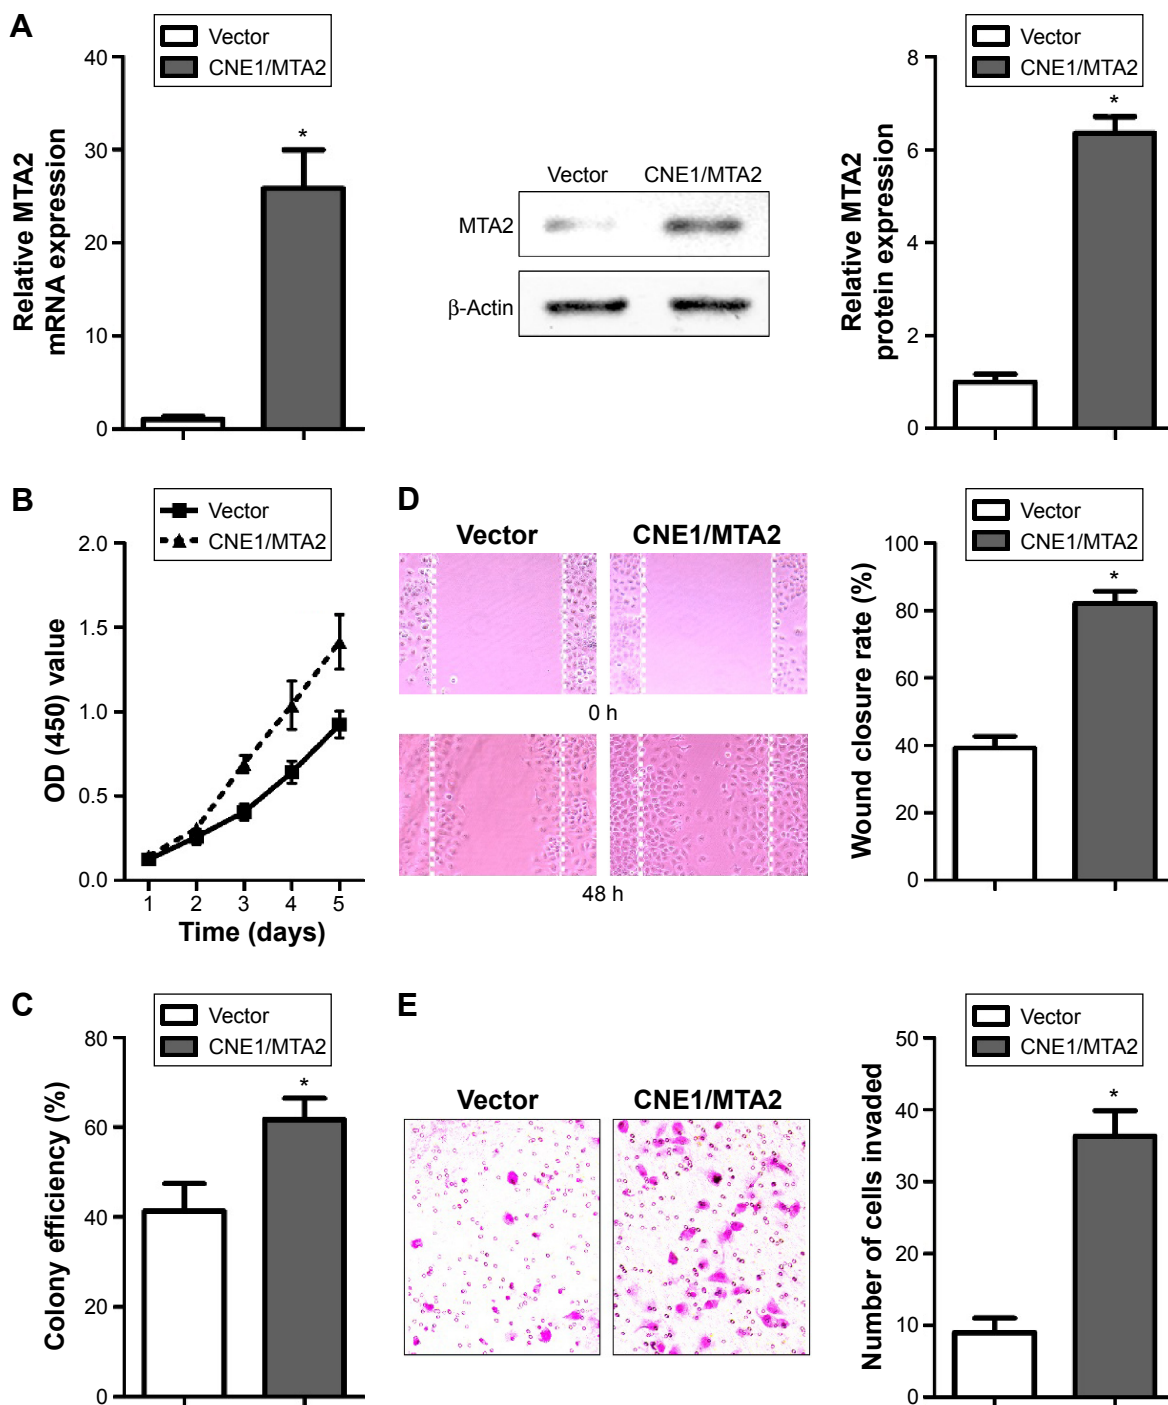 A
Vector
CNE1/MTA2
Relative MTA2
mRNA expression
40
30
20
10
0
*
Vector CNE1/MTA2
MTA2
β-Actin
Vector
CNE1/MTA2
Relative MTA2
protein expression
8
6
4
2
0
*
B
Vector
CNE1/MTA2
OD (450) value
2.0
1.5
1.0
0.5
0.0
1 2 3 4 5
Time (days)
D
Vector CNE1/MTA2
0 h
48 h
Vector
CNE1/MTA2
Wound closure rate (%)
100
80
60
40
20
0
*
C
Vector
CNE1/MTA2
Colony efficiency (%)
80
60
40
20
0
*
E
Vector CNE1/MTA2
Vector
CNE1/MTA2
Number of cells invaded
50
40
30
20
10
0
*